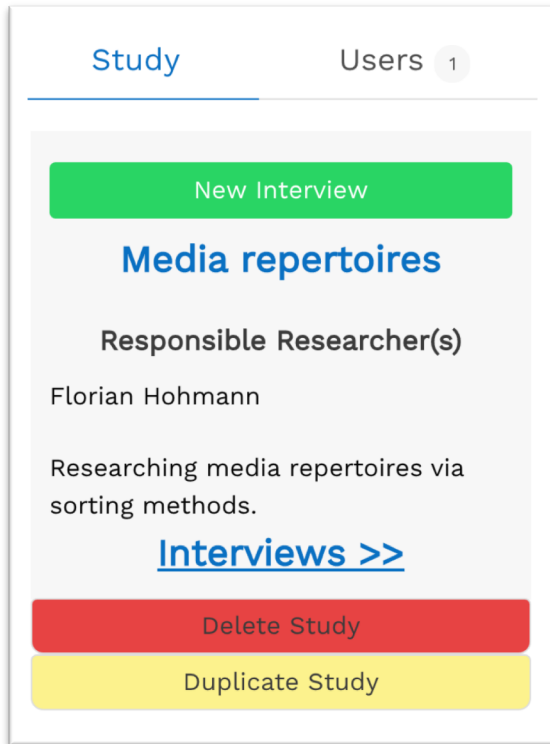 Study
Users 1
New Interview
Media repertoires
Responsible Researcher(s)
Florian Hohmann
Researching media repertoires via
sorting methods.
Interviews >>
Delete Study
Duplicate Study